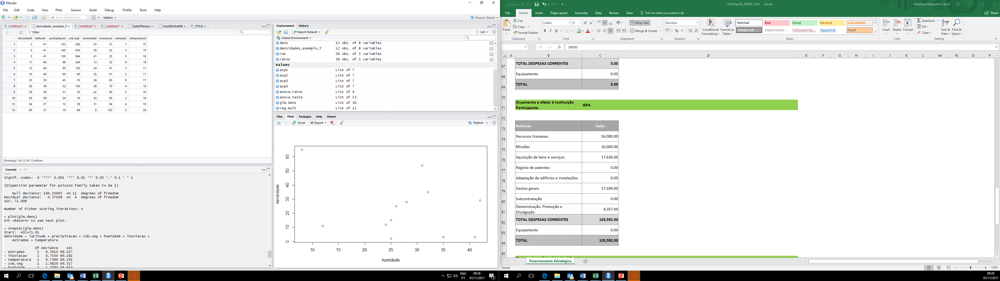 RStudio
File Edit Code View Plots Session Build Debug Profile Tools Help
Go to file/function Addins Project: (None)
Untitled1* densidades_exemplo_T Untitled2* Untitled1* DataTP6ratos AdultDHAeEPA FT5.R
Filter
densidade latitude precipitacao cob.veg humidade insolacao estradas temperatura
1 2 41 152 256 25 21 1 15
2 3 41 145 354 35 22 3 15
3 3 41 120 564 41 25 5 16
4 11 40 86 324 12 32 4 16
5 12 40 85 125 24 41 3 17
6 15 40 65 90 25 51 5 17
7 25 39 45 35 26 65 9 17
8 28 39 32 145 28 70 4 18
9 29 39 31 25 42 85 5 18
10 35 38 24 10 32 95 2 18
11 54 37 12 38 31 94 4 19
12 65 37 10 64 8 102 2 20
Showing 1 to 12 of 12 entries
Console ~/
---
Signif. codes:  0 ‘***’ 0.001 ‘**’ 0.01 ‘*’ 0.05 ‘.’ 0.1 ‘ ’ 1
(Dispersion parameter for poisson family taken to be 1)
Null deviance: 194.24605  on 11  degrees of freedom
Residual deviance:   0.57038  on  4  degrees of freedom
AIC: 71.006
Number of Fisher Scoring iterations: 4
> plot(glm.dens)
Hit <Return> to see next plot:
> stepAIC(glm.dens)
Start:  AIC=71.01
densidade ~ latitude + precipitacao + cob.veg + humidade + insolacao +
estradas + temperatura
Df Deviance    AIC
- estradas      1   0.5914 69.027
- insolacao     1   0.7454 69.181
- temperatura   1   0.7560 69.191
- cob.veg       1   1.0820 69.517
- humidade      1   1.2080 69.643
Environment History
Import Dataset List
Global Environment
dens 12 obs. of 8 variables
densidades_exemplo_T 12 obs. of 8 variables
rat 30 obs. of 3 variables
ratos 30 obs. of 3 variables
Values
acp1 List of 7
acp2 List of 7
acp3 List of 7
acp4 List of 7
anova.ratos List of 4
anova.teste List of 13
glm.dens List of 30
reg.mult List of 12
Files Plots Packages Help Viewer
Zoom Export Publish
densidade
0 10 20 30 40 50 60
10 15 20 25 30 35 40
humidade
ENG
PT
09:28
07/11/2017
1
AutoSave Off UIDsRepOE_MARE_4292 - Saved Henrique Nogueira Cabral
File Home Insert Page Layout Formulas Data Review View Tell me what you want to do Share
Paste Cut Copy Format Painter Clipboard
Calibri 12 B I U Font
Wrap Text Merge & Center Alignment
Number % Number
Conditional Formatting Format as Table
Normal Bad Good Neutral Calculation
Check Cell Explanatory ... Followed Hy... Hyperlink Input
Styles
Insert Delete Format Cells
AutoSum Fill Clear Sort & Filter Find & Select Editing
fx 56000
A B C D E F G H I J K L M N O P
67 TOTAL DESPESAS CORRENTES 0.00
68 Equipamento 0.00
69 TOTAL 0.00
70
71 Orçamento a afetar à Instituição Participante: ISPA
72
73 Rubricas Valor
74 Recursos Humanos 56,000.00
75 Missões 10,000.00
76 Aquisição de bens e serviços 17,636.00
77 Registo de patentes 0.00
78 Adaptação de edifícios e instalações 0.00
79 Gastos gerais 17,599.00
80 Subcontratação 0.00
81 Demonstração, Promoção e Divulgação 4,357.00
82 TOTAL DESPESAS CORRENTES 105,592.00
83 Equipamento 0.00
84 TOTAL 105,592.00
85
Financiamento Estratégico
Ready 100%
09:28
07/11/2017